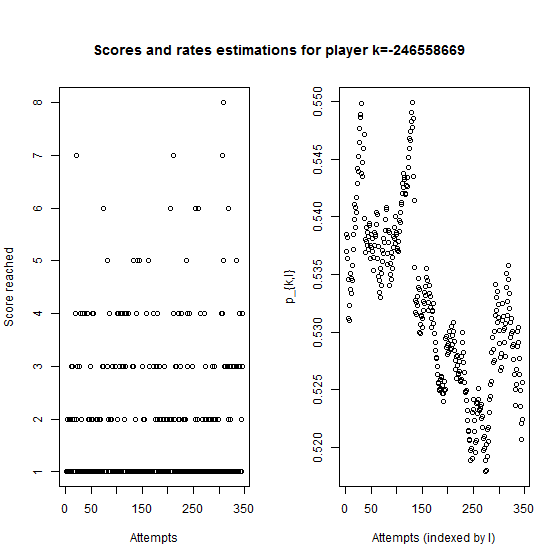 Scores and rates estimations for player k=-246558669
Score reached
8
7
6
5
4
3
2
1
0 50 150 250 350
Attempts
p_{k,l}
0.550
0.545
0.540
0.535
0.530
0.525
0.520
0 50 150 250 350
Attempts (indexed by l)